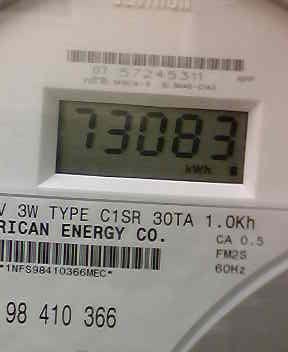 07 57245311
73083
kWh
V 3W TYPE C1SR 30TA 1.0Kh
RICAN ENERGY CO.
CA 0.5
FM2S
60Hz
*1NFS98410366MEC*
98 410 366